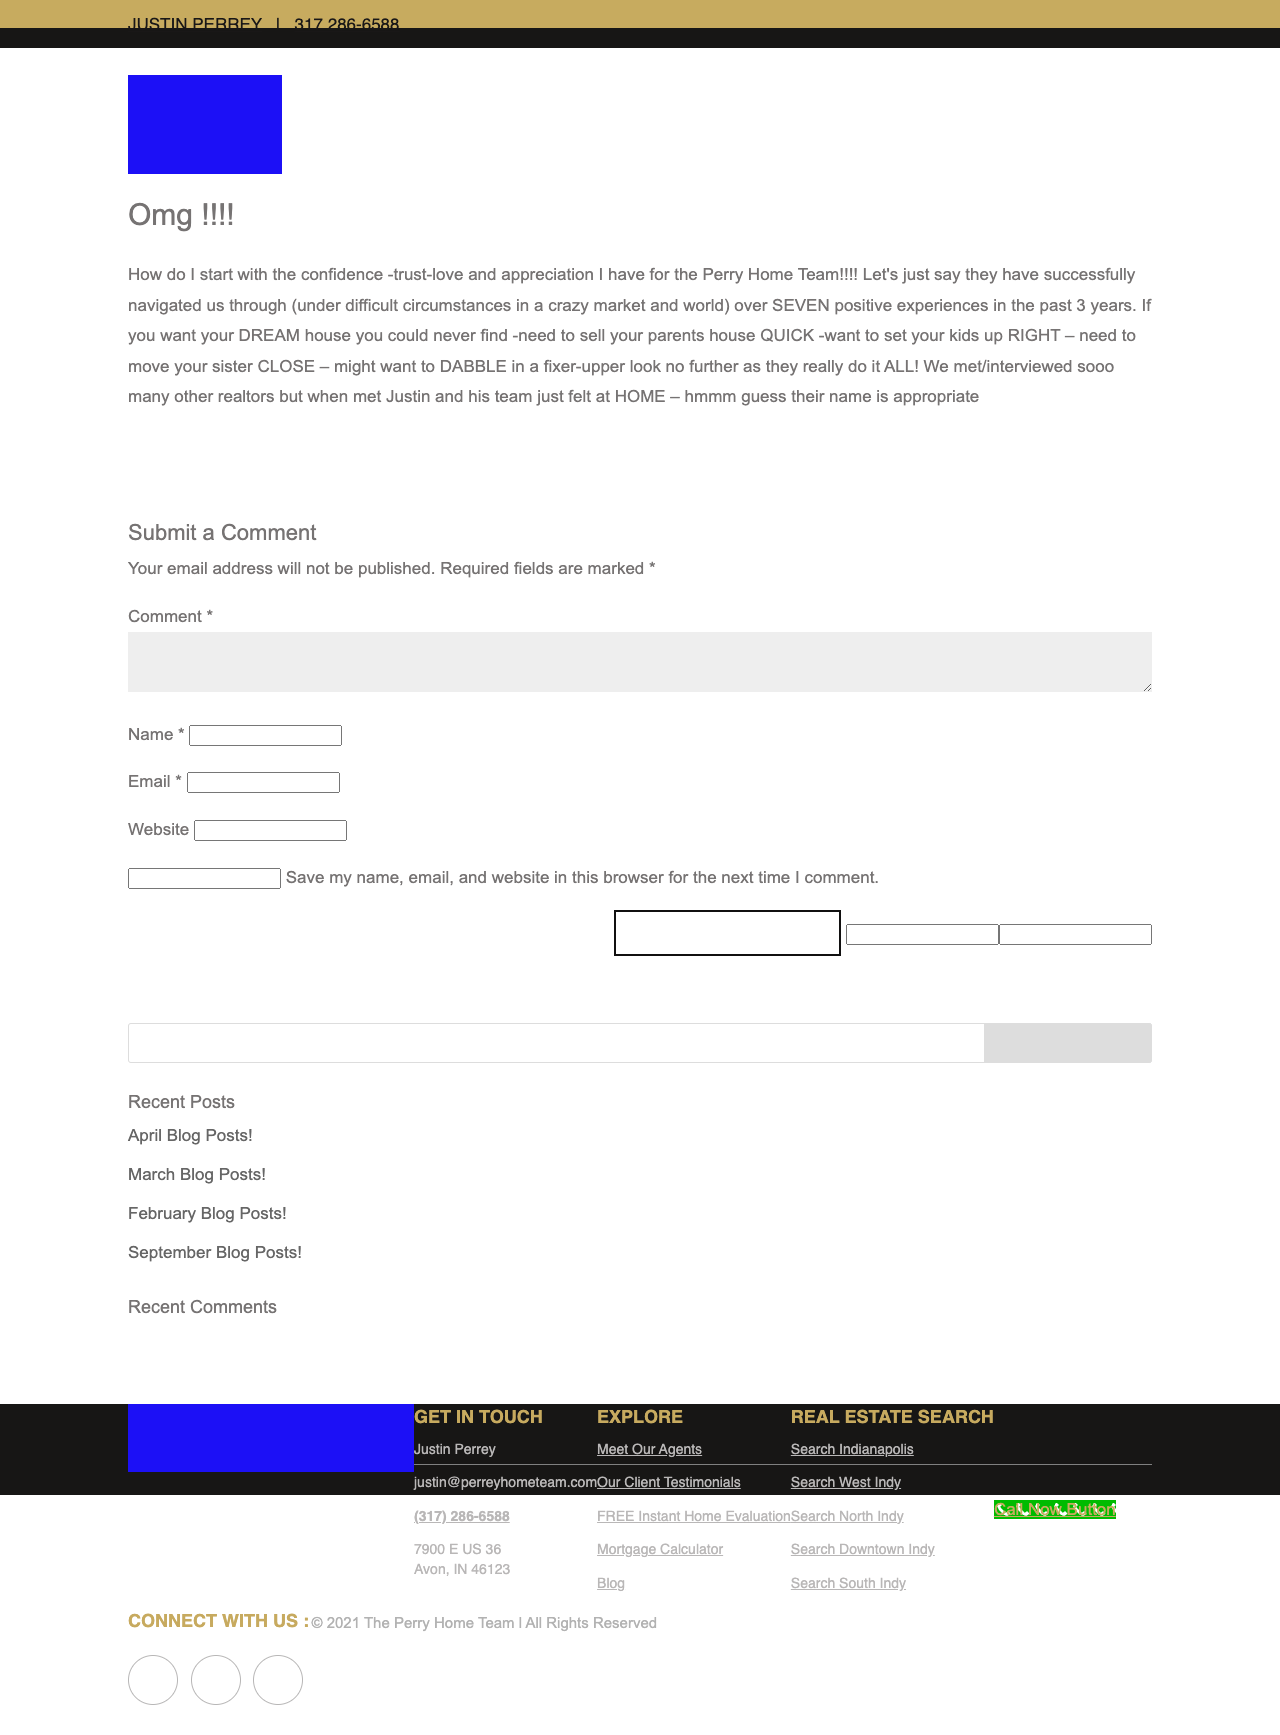 JUSTIN PERREY | 317 286-6588
Omg !!!!
How do I start with the confidence -trust-love and appreciation I have for the Perry Home Team!!!! Let's just say they have successfully
navigated us through (under difficult circumstances in a crazy market and world) over SEVEN positive experiences in the past 3 years. If
you want your DREAM house you could never find -need to sell your parents house QUICK -want to set your kids up RIGHT – need to
move your sister CLOSE – might want to DABBLE in a fixer-upper look no further as they really do it ALL! We met/interviewed sooo
many other realtors but when met Justin and his team just felt at HOME – hmmm guess their name is appropriate
Submit a Comment
Your email address will not be published. Required fields are marked *
Comment *
Name *
Email *
Website
Save my name, email, and website in this browser for the next time I comment.
Recent Posts
April Blog Posts!
March Blog Posts!
February Blog Posts!
September Blog Posts!
Recent Comments
GET IN TOUCH
Justin Perrey
justin@perreyhometeam.com
(317) 286-6588
7900 E US 36
Avon, IN 46123
EXPLORE
Meet Our Agents
Our Client Testimonials
FREE Instant Home Evaluation
Mortgage Calculator
Blog
REAL ESTATE SEARCH
Search Indianapolis
Search West Indy
Search North Indy
Search Downtown Indy
Search South Indy
Call Now Button
CONNECT WITH US :
© 2021 The Perry Home Team l All Rights Reserved